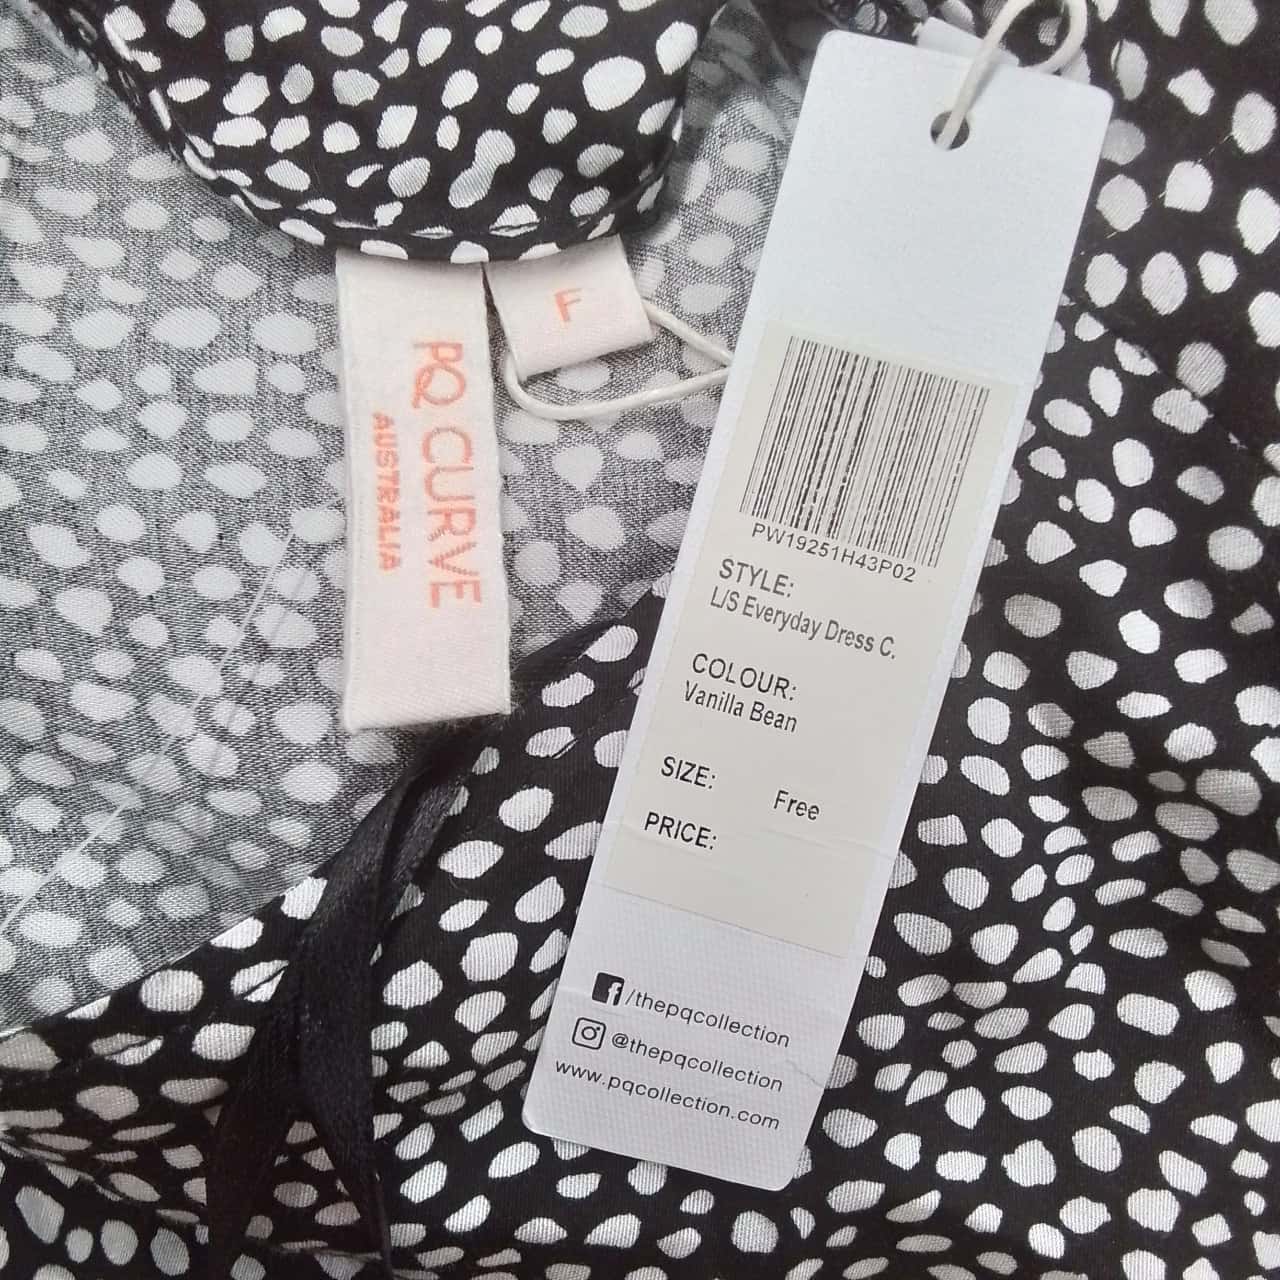 PQ CURVE
AUSTRALIA
F
PW19251H43P02
STYLE:
L/S Everyday Dress C.
COLOUR:
Vanilla Bean
SIZE: Free
PRICE:
/thepqcollection
@thepqcollection
www.pqcollection.com